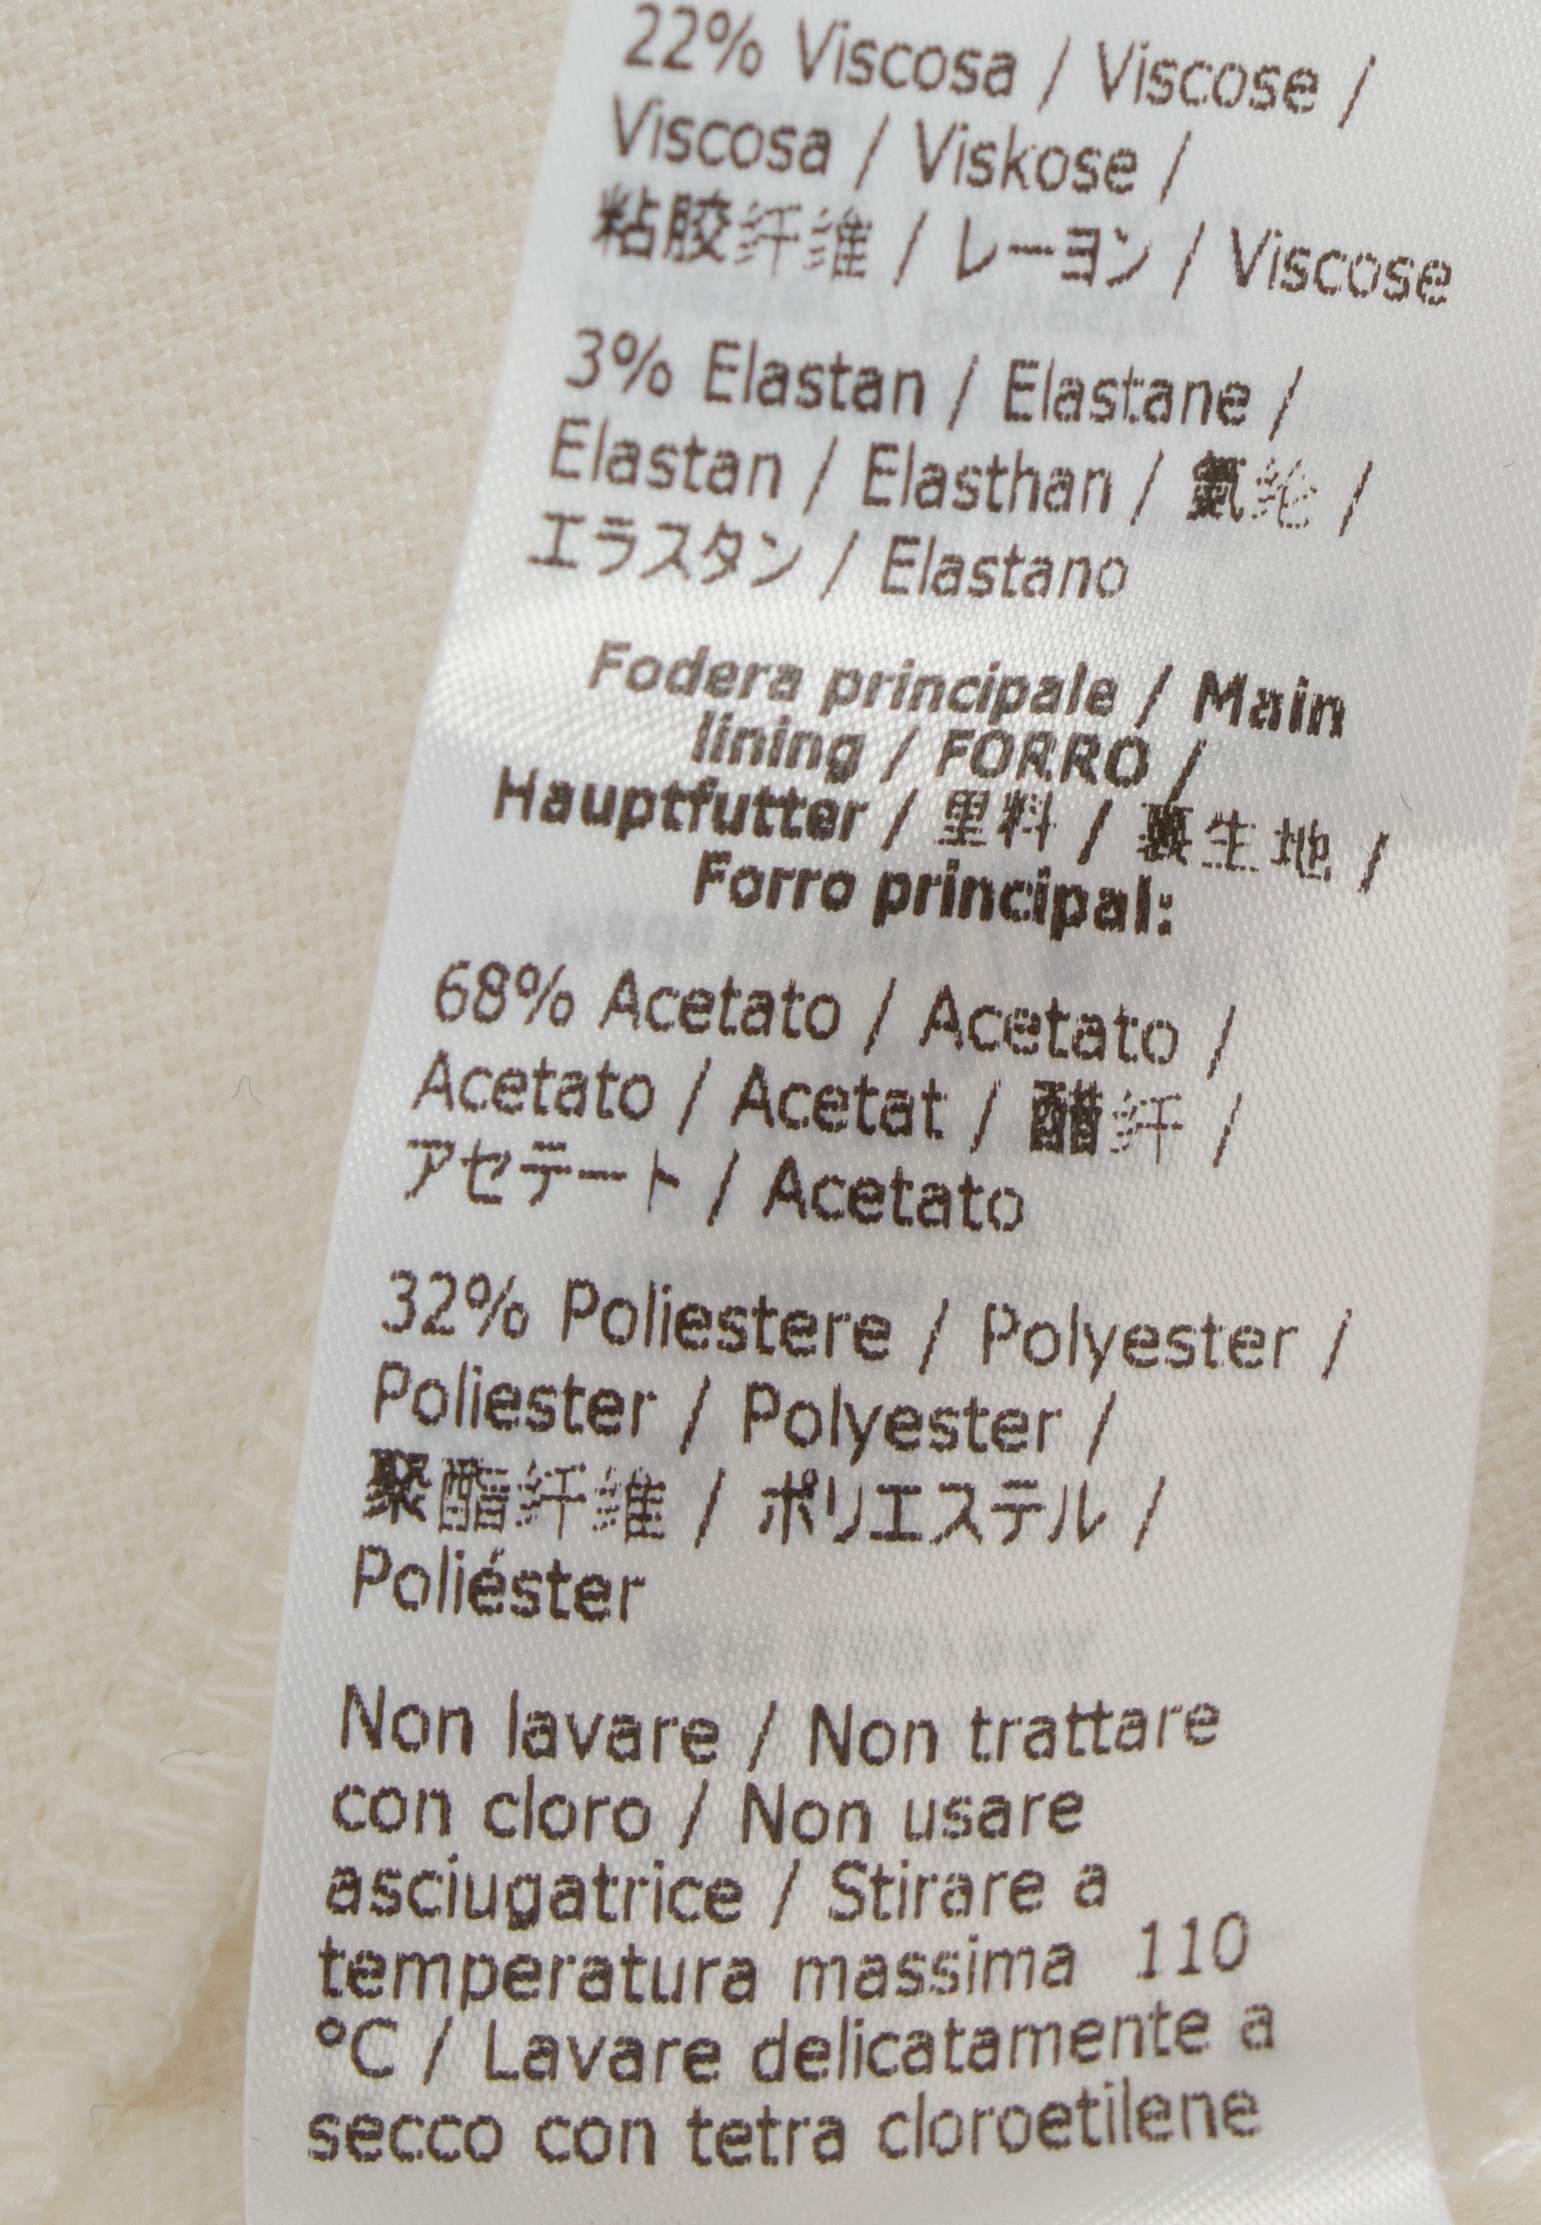 22% Viscosa / Viscose /
Viscosa / Viskose /
粘胶纤维 / レーヨン / Viscose
3% Elastan / Elastane /
Elastan / Elasthan / 氨纶 /
エラスタン / Elastano
Fodera principale / Main
lining / FORRO /
Hauptfutter / 里料 / 裏生地 /
Forro principal:
68% Acetato / Acetato /
Acetato / Acetat / 醋纤 /
アセテート / Acetato
32% Poliestere / Polyester /
Poliester / Polyester /
聚酯纤维 / ポリエステル /
Poliéster
Non lavare / Non trattare
con cloro / Non usare
asciugatrice / Stirare a
temperatura massima 110
°C / Lavare delicatamente a
secco con tetra cloroetilene